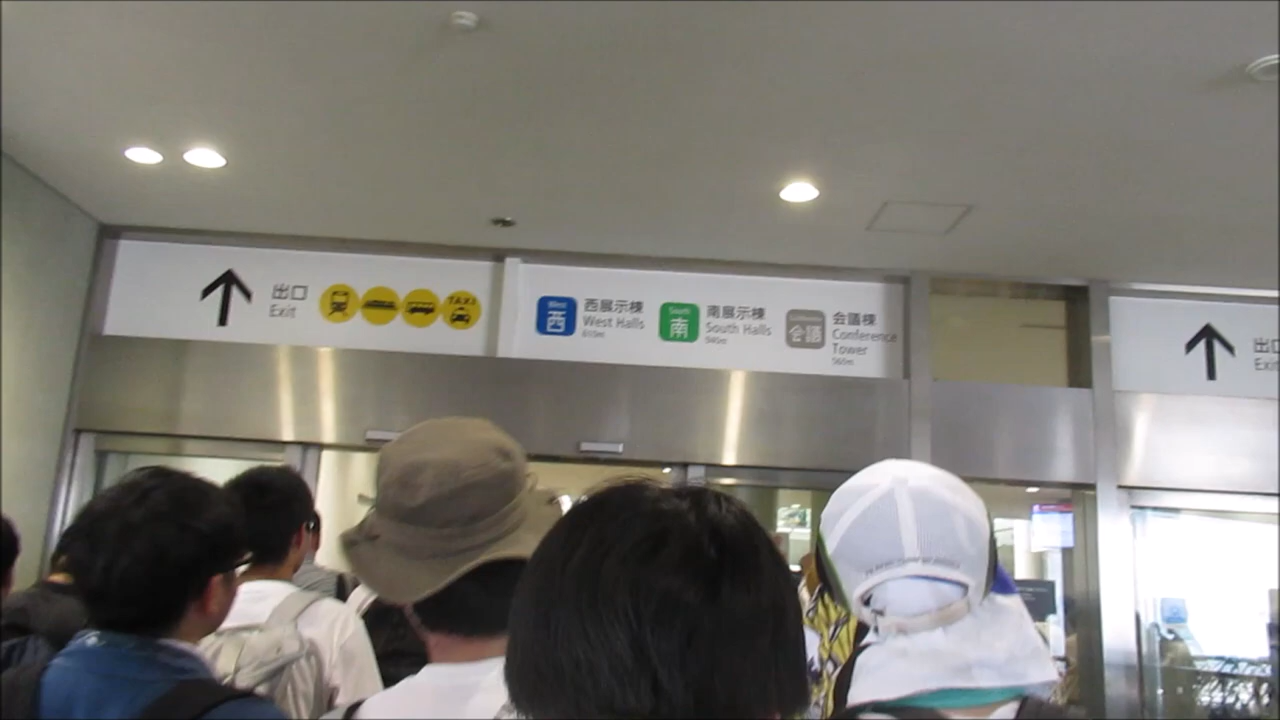 出口
Exit
TAXI
West
西
西展示棟
West Halls
South
南
南展示棟
South Halls
会議
会議棟
Conference
Tower
出口
Exit